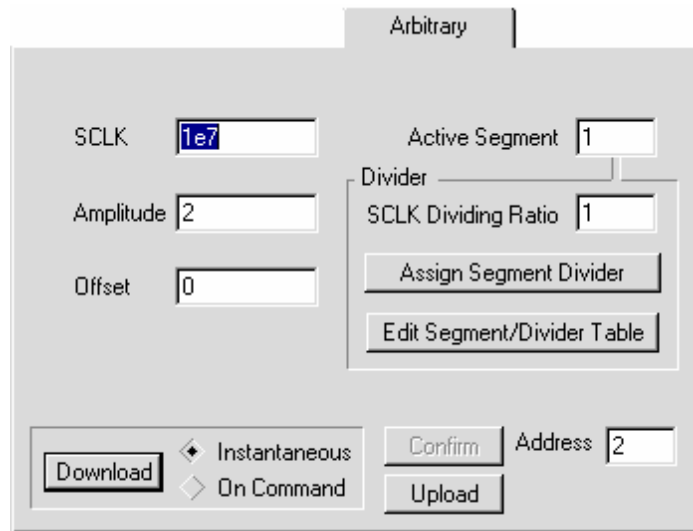 Arbitrary
SCLK 1e7
Active Segment 1
Divider
Amplitude 2
SCLK Dividing Ratio 1
Offset 0
Assign Segment Divider
Edit Segment/Divider Table
Download
Instantaneous
On Command
Confirm
Address 2
Upload